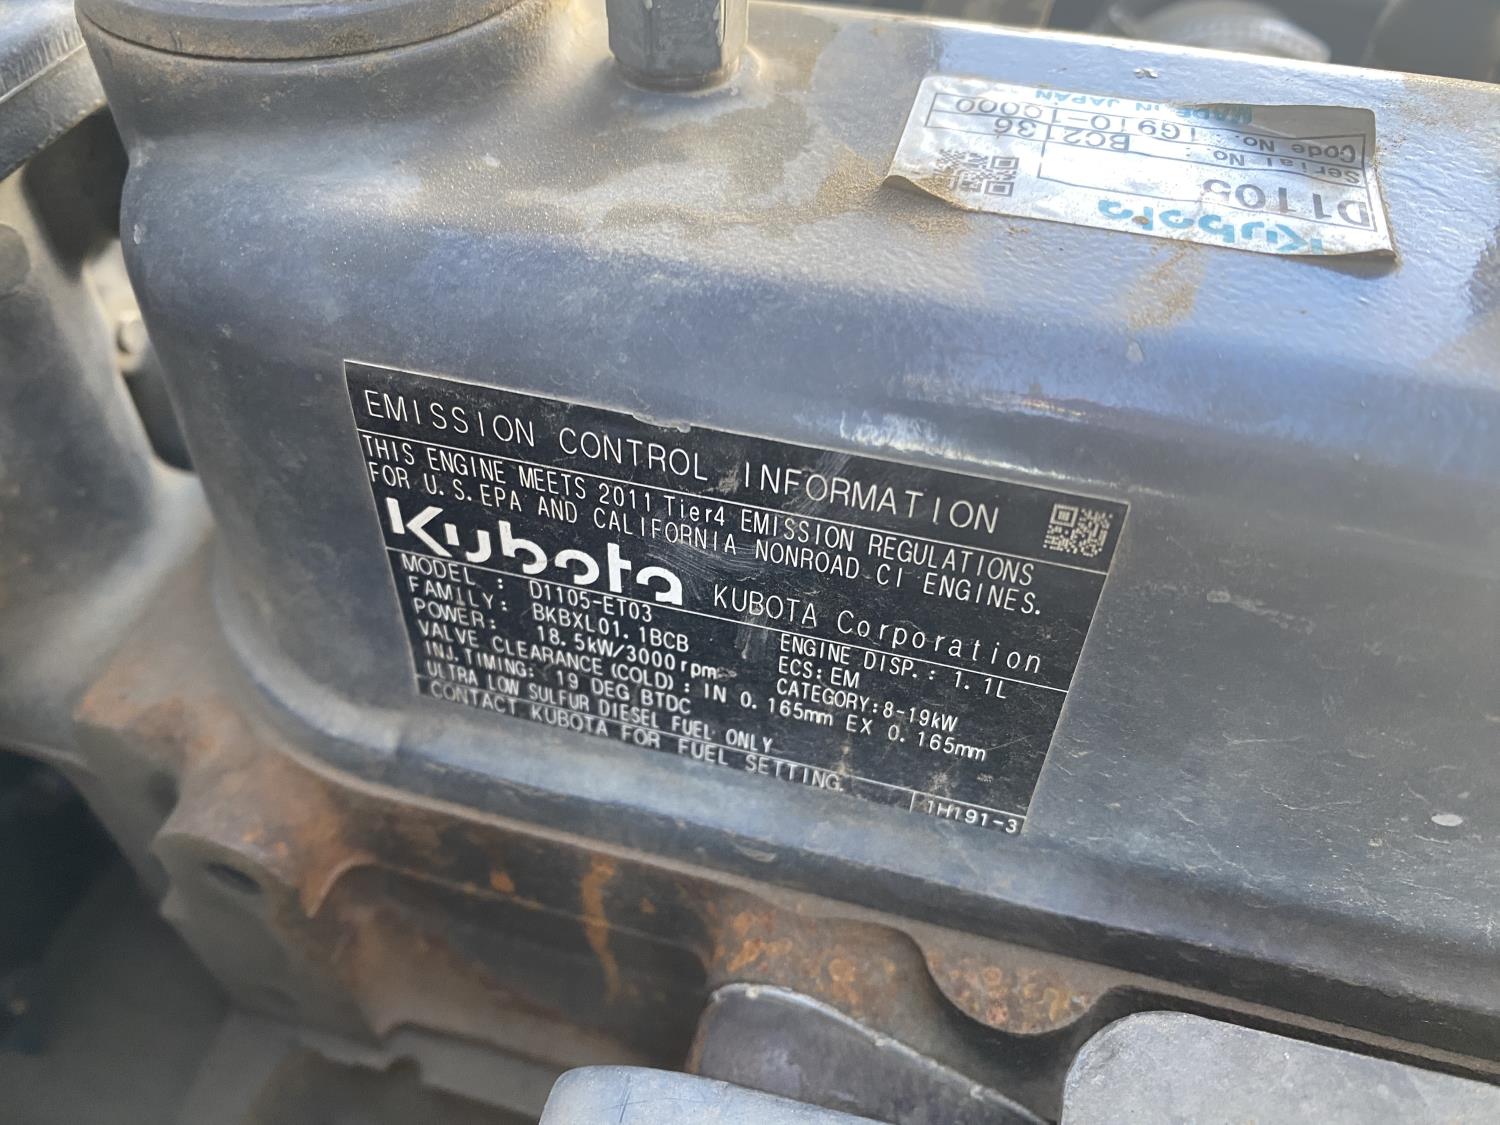 EMISSION CONTROL INFORMATION
THIS ENGINE MEETS 2011 Tier4 EMISSION REGULATIONS
FOR U.S.EPA AND CALIFORNIA NONROAD CI ENGINES.
Kubota KUBOTA Corporation
MODEL : D1105-ET03 ENGINE DISP.: 1.1L
FAMILY: BKBXL01.1BCB ECS:EM
POWER: 18.5kW/3000rpm CATEGORY:8-19kW
VALVE CLEARANCE(COLD): IN 0.165mm EX 0.165mm
INJ.TIMING: 19 DEG BTDC
ULTRA LOW SULFUR DIESEL FUEL ONLY
CONTACT KUBOTA FOR FUEL SETTING.
1H191-3
Kubota
D1105
Serial No. : BC2136
Code No. : 1G910-10000
MADE IN JAPAN